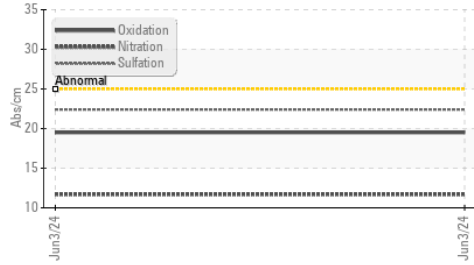 35
30
25
20
15
10
Abs/cm
Oxidation
Nitration
Sulfation
Abnormal
Jun3/24
Jun3/24